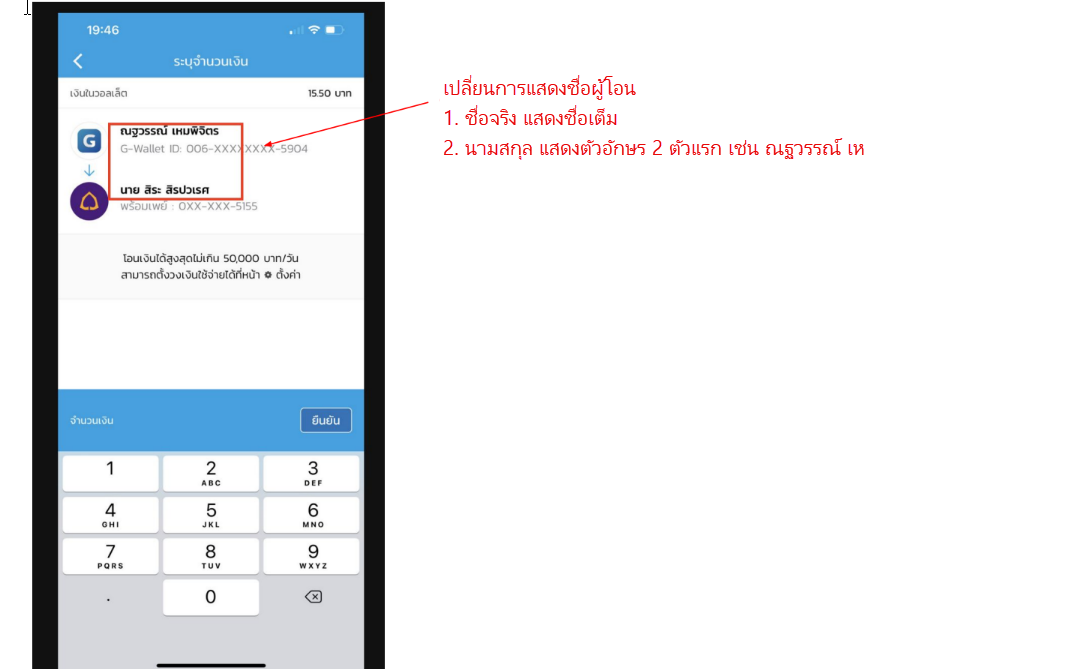 19:46
ระบุจำนวนเงิน
เงินในวอลเล็ต 15.50 บาท
G ณฐวรรณ์ เหมพิจิตร
G-Wallet ID: 006-XXXXXXXX-5904
นาย สิระ สิรปวเรศ
พร้อมเพย์ : 0XX-XXX-5155
โอนเงินได้สูงสุดไม่เกิน 50,000 บาท/วัน
สามารถตั้งวงเงินใช้จ่ายได้ที่หน้า ตั้งค่า
จำนวนเงิน ยืนยัน
1 2 3
ABC DEF
4 5 6
GHI JKL MNO
7 8 9
PQRS TUV WXYZ
. 0
เปลี่ยนการแสดงชื่อผู้โอน
1. ชื่อจริง แสดงชื่อเต็ม
2. นามสกุล แสดงตัวอักษร 2 ตัวแรก เช่น ณฐวรรณ์ เห